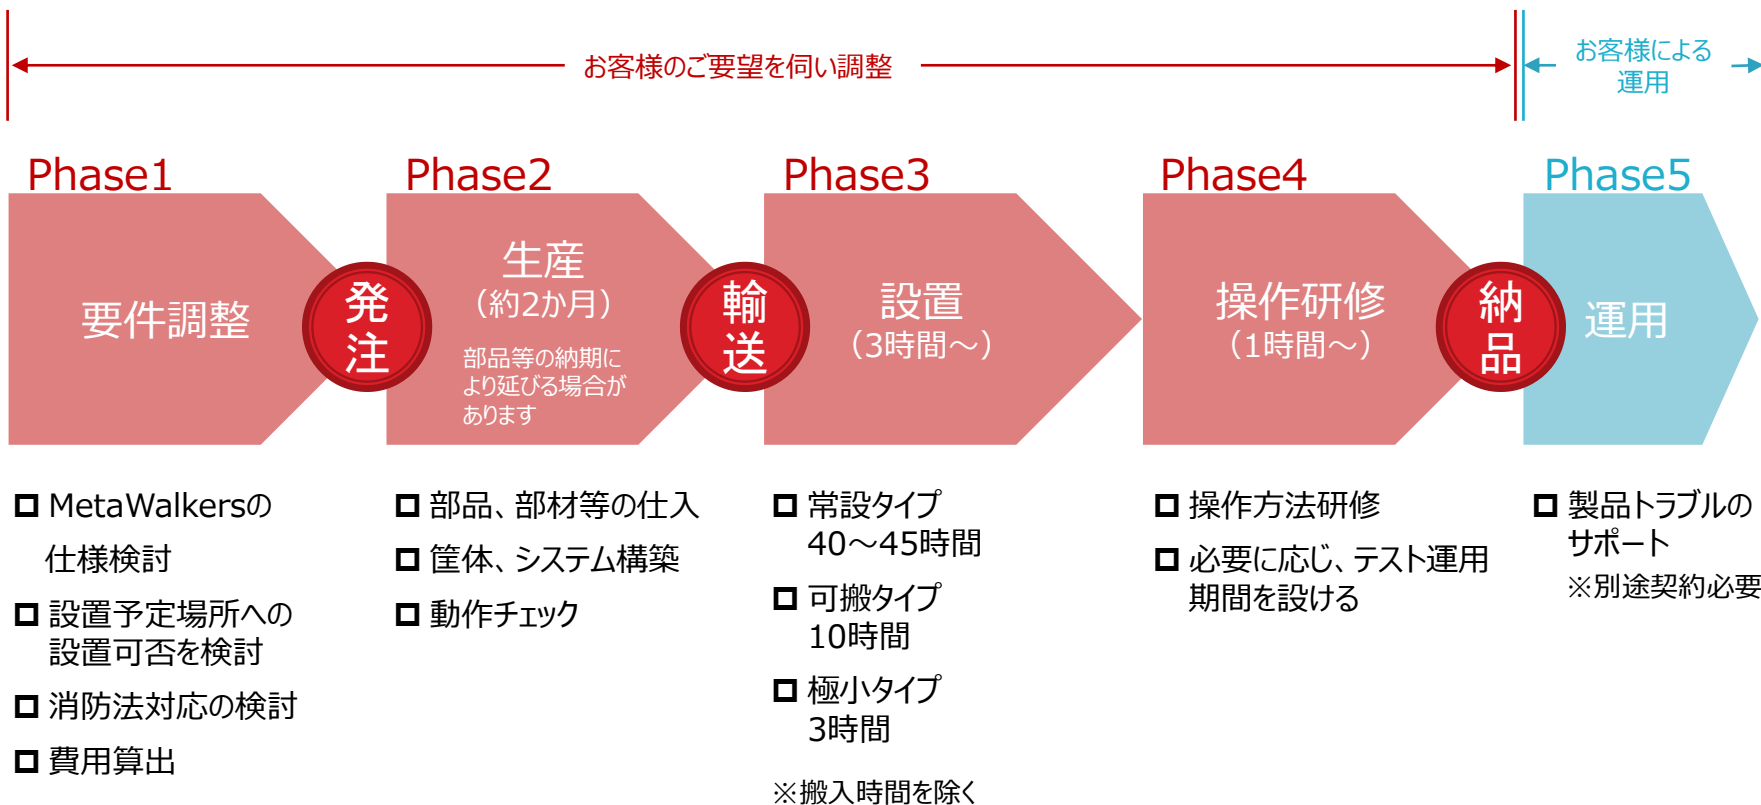 お客様のご要望を伺い調整
お客様による
運用
Phase1
要件調整
発
注
Phase2
生産
（約2か月）
部品等の納期に
より延びる場合が
あります
輸
送
Phase3
設置
（3時間～）
Phase4
操作研修
（1時間～）
納
品
Phase5
運用
MetaWalkersの
仕様検討
設置予定場所への
設置可否を検討
消防法対応の検討
費用算出
部品、部材等の仕入
筐体、システム構築
動作チェック
常設タイプ
40～45時間
可搬タイプ
10時間
極小タイプ
3時間
※搬入時間を除く
操作方法研修
必要に応じ、テスト運用
期間を設ける
製品トラブルの
サポート
※別途契約必要